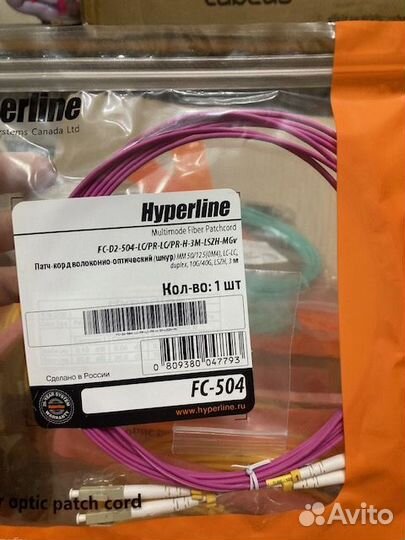 perline
ystems Canada Ltd
Hyperline
Multimode Fiber Patchcord
FC-D2-504-LC/PR-LC/PR-H-3M-LSZH-MGv
Патч-корд волоконно-оптический (шнур) MM 50/125(OM4), LC-LC,
duplex, 10G/40G, LSZH, 3 м
Кол-во: 1 шт
0 809380 047793
Сделано в России
FC-504
www.hyperline.ru
r optic patch cord
Avito